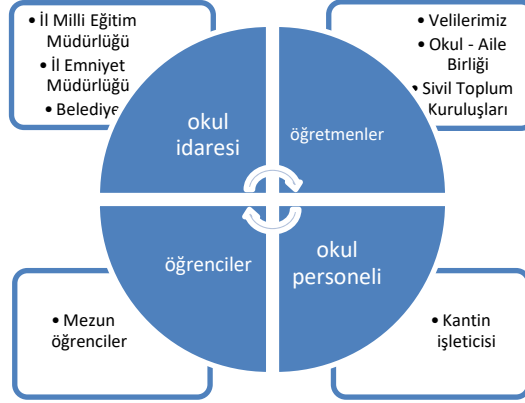 • İl Milli Eğitim
Müdürlüğü
• İl Emniyet
Müdürlüğü
• Belediye
• Velilerimiz
• Okul - Aile
Birliği
• Sivil Toplum
Kuruluşları
okul
idaresi
öğretmenler
öğrenciler
okul
personeli
• Mezun
öğrenciler
• Kantin
işleticisi